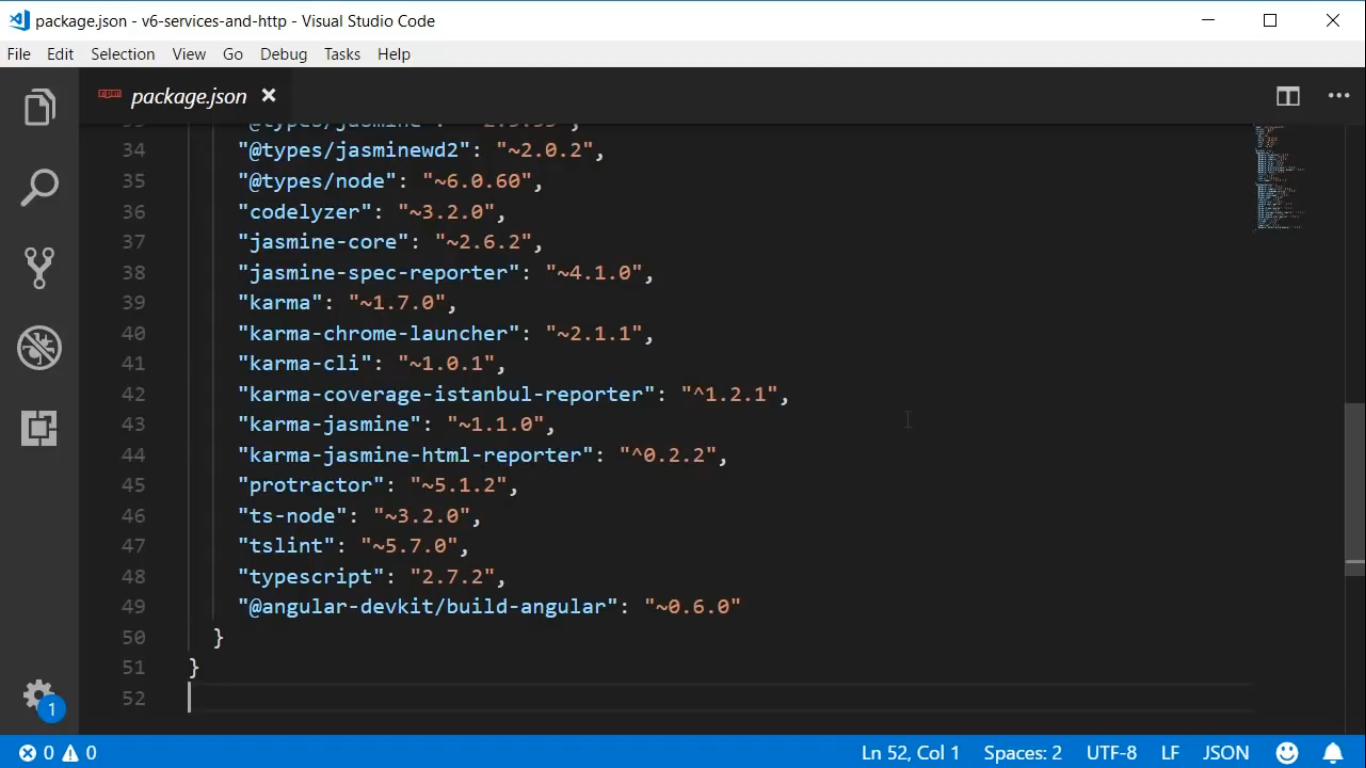 package.json - v6-services-and-http - Visual Studio Code
File Edit Selection View Go Debug Tasks Help
npm package.json
34 "@types/jasminewd2": "~2.0.2",
35 "@types/node": "~6.0.60",
36 "codelyzer": "~3.2.0",
37 "jasmine-core": "~2.6.2",
38 "jasmine-spec-reporter": "~4.1.0",
39 "karma": "~1.7.0",
40 "karma-chrome-launcher": "~2.1.1",
41 "karma-cli": "~1.0.1",
42 "karma-coverage-istanbul-reporter": "^1.2.1",
43 "karma-jasmine": "~1.1.0",
44 "karma-jasmine-html-reporter": "^0.2.2",
45 "protractor": "~5.1.2",
46 "ts-node": "~3.2.0",
47 "tslint": "~5.7.0",
48 "typescript": "2.7.2",
49 "@angular-devkit/build-angular": "~0.6.0"
50 }
51 }
52
1
0 0 Ln 52, Col 1 Spaces: 2 UTF-8 LF JSON